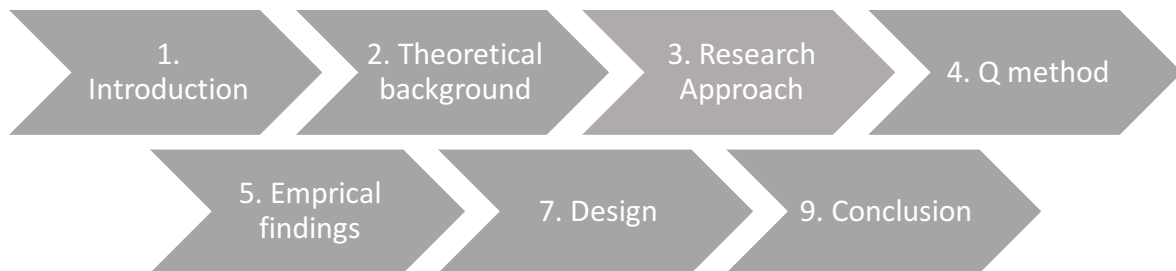 1.
Introduction
2. Theoretical
background
3. Research
Approach
4. Q method
5. Emprical
findings
7. Design
9. Conclusion